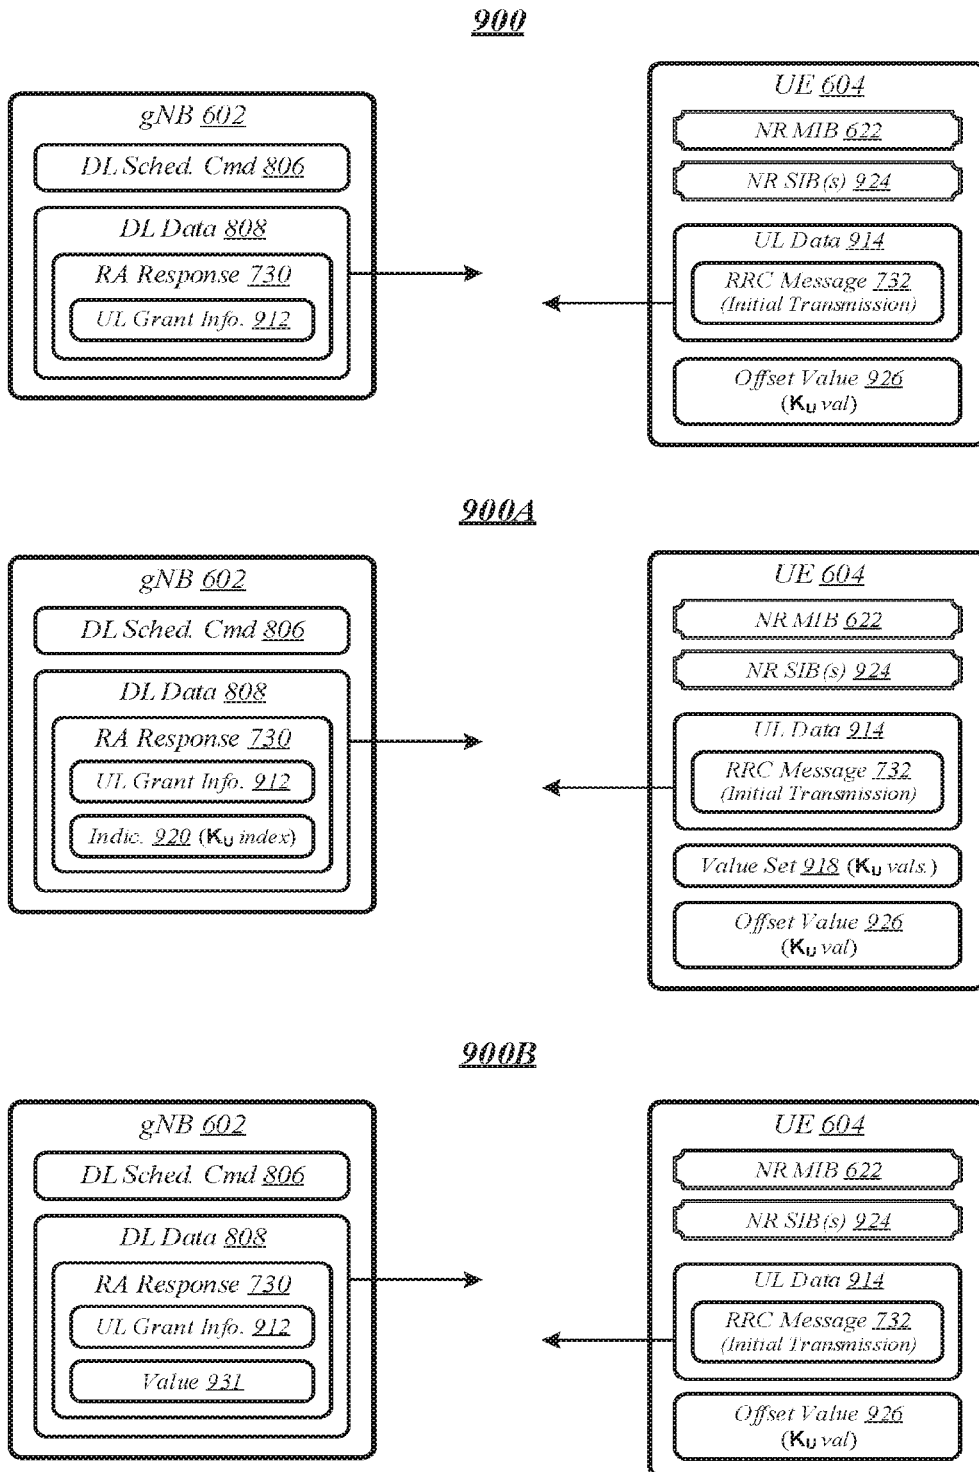 900
gNB 602
DL Sched. Cmd 806
DL Data 808
RA Response 730
UL Grant Info. 912
UE 604
NR MIB 622
NR SIB(s) 924
UL Data 914
RRC Message 732
(Initial Transmission)
Offset Value 926
(KU val)
900A
gNB 602
DL Sched. Cmd 806
DL Data 808
RA Response 730
UL Grant Info. 912
Indic. 920 (KU index)
UE 604
NR MIB 622
NR SIB(s) 924
UL Data 914
RRC Message 732
(Initial Transmission)
Value Set 918 (KU vals.)
Offset Value 926
(KU val)
900B
gNB 602
DL Sched. Cmd 806
DL Data 808
RA Response 730
UL Grant Info. 912
Value 931
UE 604
NR MIB 622
NR SIB(s) 924
UL Data 914
RRC Message 732
(Initial Transmission)
Offset Value 926
(KU val)